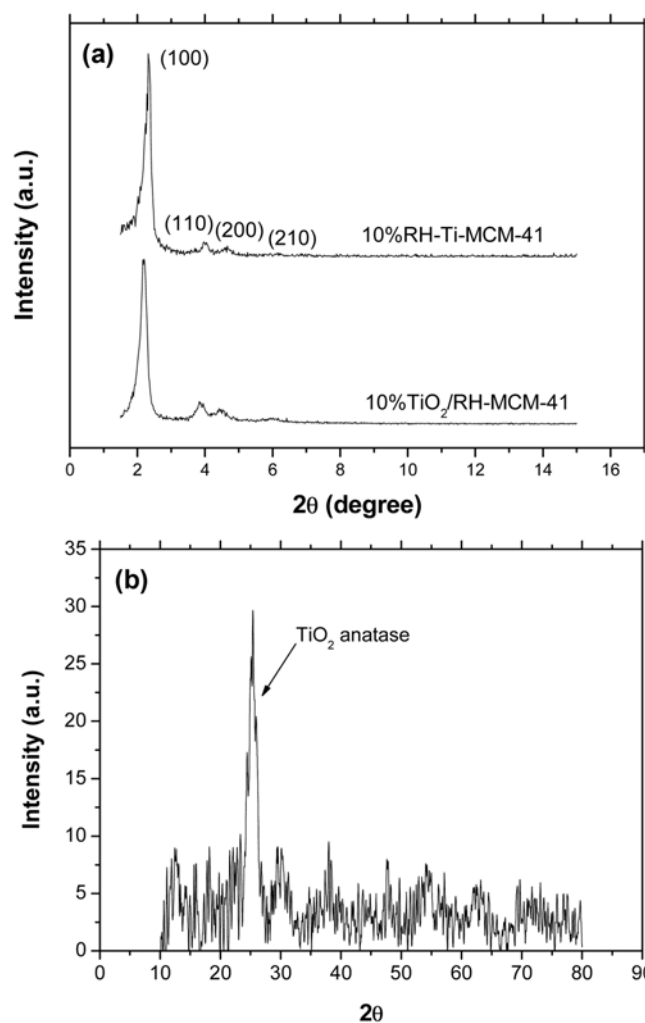 (a)
(100)
(110) (200) (210)
10%RH-Ti-MCM-41
10%TiO₂/RH-MCM-41
Intensity (a.u.)
0 2 4 6 8 10 12 14 16
2θ (degree)
(b)
TiO₂ anatase
Intensity (a.u.)
35
30
25
20
15
10
5
0
0 10 20 30 40 50 60 70 80 90
2θ